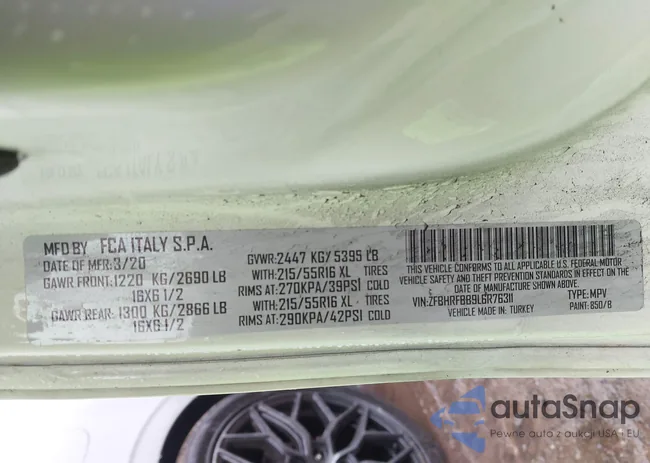 MFD BY FCA ITALY S.P.A.
DATE OF MFR: 3/20
GAWR FRONT: 1220 KG/2690 LB
16X6 1/2
GAWR REAR: 1300 KG/2866 LB
16X6 1/2
GVWR: 2447 KG/5395 LB
WITH: 215/55R16 XL TIRES
RIMS AT: 270KPA/39PSI COLD
WITH: 215/55R16 XL TIRES
RIMS AT: 290KPA/42PSI COLD
THIS VEHICLE CONFORMS TO ALL APPLICABLE U.S. FEDERAL MOTOR
VEHICLE SAFETY, BUMPER, AND THEFT PREVENTION STANDARDS IN EFFECT
ON THE DATE OF MANUFACTURE SHOWN ABOVE.
VIN: ZFBHRFBB9L6R76311 TYPE: MPV
VEHICLE MADE IN: TURKEY PAINT: 850/8
autaSnap
Pewne auta z aukcji USA i EU